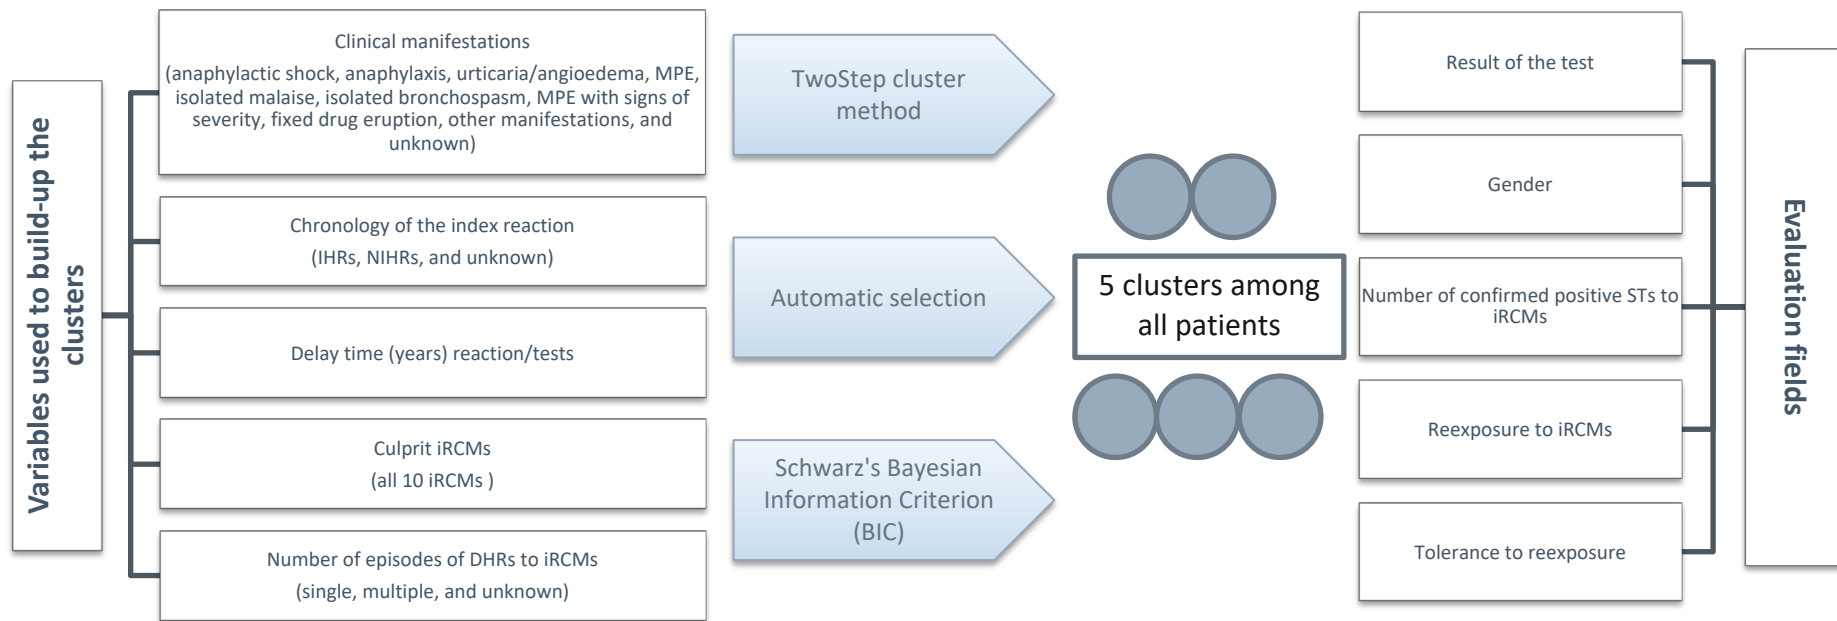 Variables used to build-up the
clusters
Clinical manifestations
(anaphylactic shock, anaphylaxis, urticaria/angioedema, MPE,
isolated malaise, isolated bronchospasm, MPE with signs of
severity, fixed drug eruption, other manifestations, and
unknown)
Chronology of the index reaction
(IHRs, NIHRs, and unknown)
Delay time (years) reaction/tests
Culprit iRCMs
(all 10 iRCMs )
Number of episodes of DHRs to iRCMs
(single, multiple, and unknown)
TwoStep cluster
method
Automatic selection
Schwarz's Bayesian
Information Criterion
(BIC)
5 clusters among
all patients
Result of the test
Gender
Number of confirmed positive STs to
iRCMs
Reexposure to iRCMs
Tolerance to reexposure
Evaluation fields